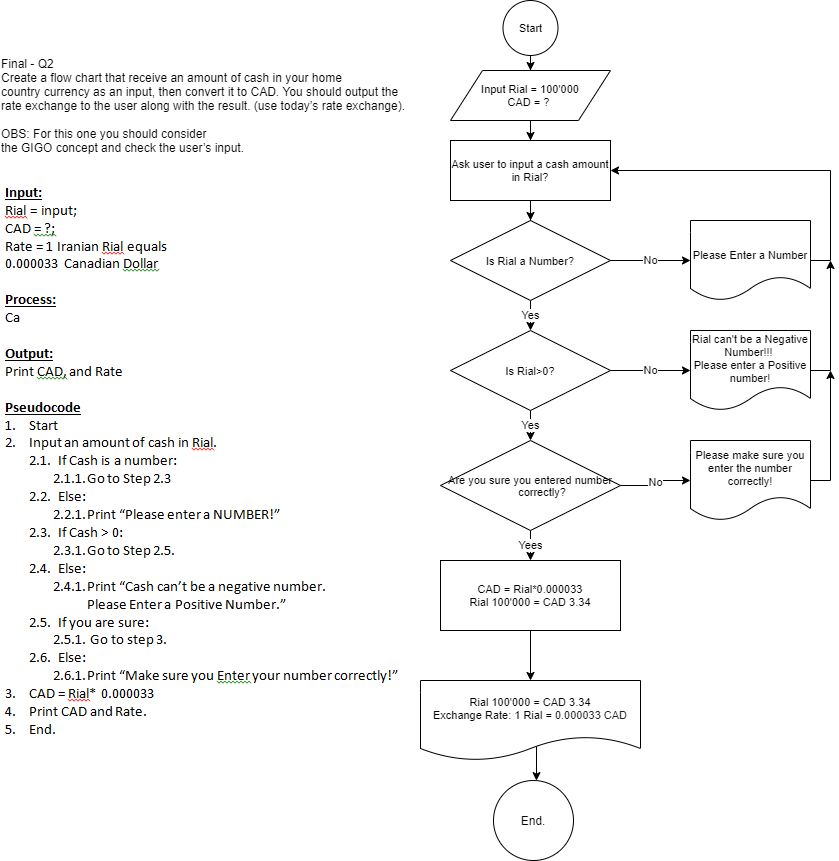 Final - Q2
Create a flow chart that receive an amount of cash in your home
country currency as an input, then convert it to CAD. You should output the
rate exchange to the user along with the result. (use today's rate exchange).
OBS: For this one you should consider
the GIGO concept and check the user's input.
Input:
Rial = input;
CAD = ?;
Rate = 1 Iranian Rial equals
0.000033 Canadian Dollar
Process:
Ca
Output:
Print CAD, and Rate
Pseudocode
1. Start
2. Input an amount of cash in Rial.
2.1. If Cash is a number:
2.1.1. Go to Step 2.3
2.2. Else:
2.2.1. Print “Please enter a NUMBER!”
2.3. If Cash > 0:
2.3.1. Go to Step 2.5.
2.4. Else:
2.4.1. Print “Cash can’t be a negative number.
Please Enter a Positive Number.”
2.5. If you are sure:
2.5.1. Go to step 3.
2.6. Else:
2.6.1. Print “Make sure you Enter your number correctly!”
3. CAD = Rial* 0.000033
4. Print CAD and Rate.
5. End.
Start
Input Rial = 100'000
CAD = ?
Ask user to input a cash amount
in Rial?
Is Rial a Number?
No
Please Enter a Number
Yes
Is Rial>0?
No
Rial can't be a Negative
Number!!!
Please enter a Positive
number!
Yes
Are you sure you entered number
correctly?
No
Please make sure you
enter the number
correctly!
Yees
CAD = Rial*0.000033
Rial 100'000 = CAD 3.34
Rial 100'000 = CAD 3.34
Exchange Rate: 1 Rial = 0.000033 CAD
End.